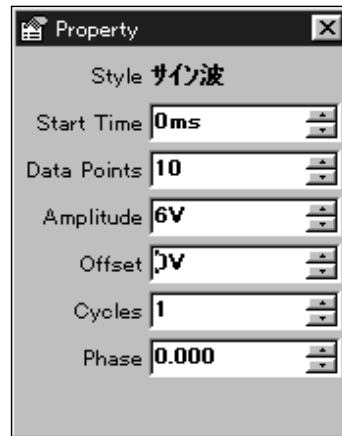 Property
Style サイン波
Start Time 0ms
Data Points 10
Amplitude 6V
Offset 0V
Cycles 1
Phase 0.000